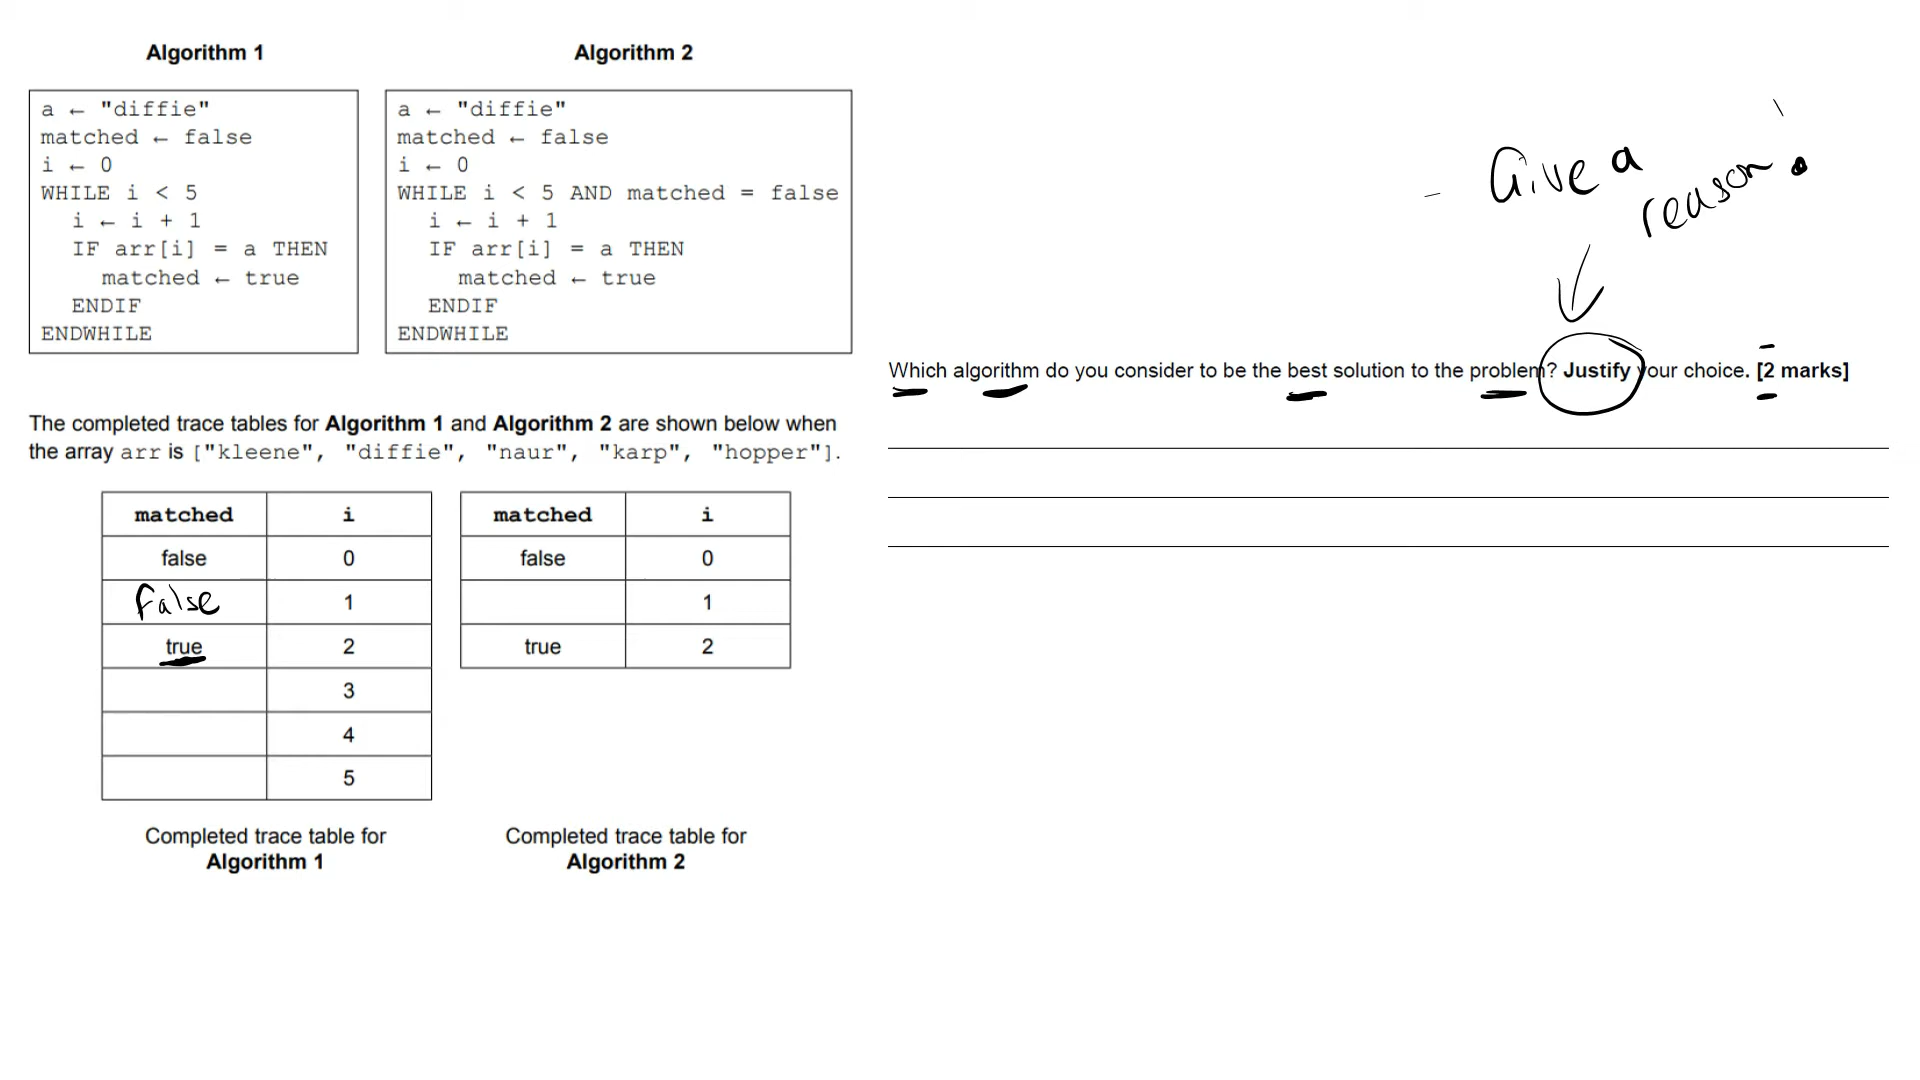 Algorithm 1
a ← "diffie"
matched ← false
i ← 0
WHILE i < 5
i ← i + 1
IF arr[i] = a THEN
matched ← true
ENDIF
ENDWHILE
Algorithm 2
a ← "diffie"
matched ← false
i ← 0
WHILE i < 5 AND matched = false
i ← i + 1
IF arr[i] = a THEN
matched ← true
ENDIF
ENDWHILE
The completed trace tables for Algorithm 1 and Algorithm 2 are shown below when
the array arr is ["kleene", "diffie", "naur", "karp", "hopper"].
matched i
false 0
false 1
true 2
3
4
5
Completed trace table for
Algorithm 1
matched i
false 0
1
true 2
Completed trace table for
Algorithm 2
Give a
reason.
Which algorithm do you consider to be the best solution to the problem? Justify your choice. [2 marks]